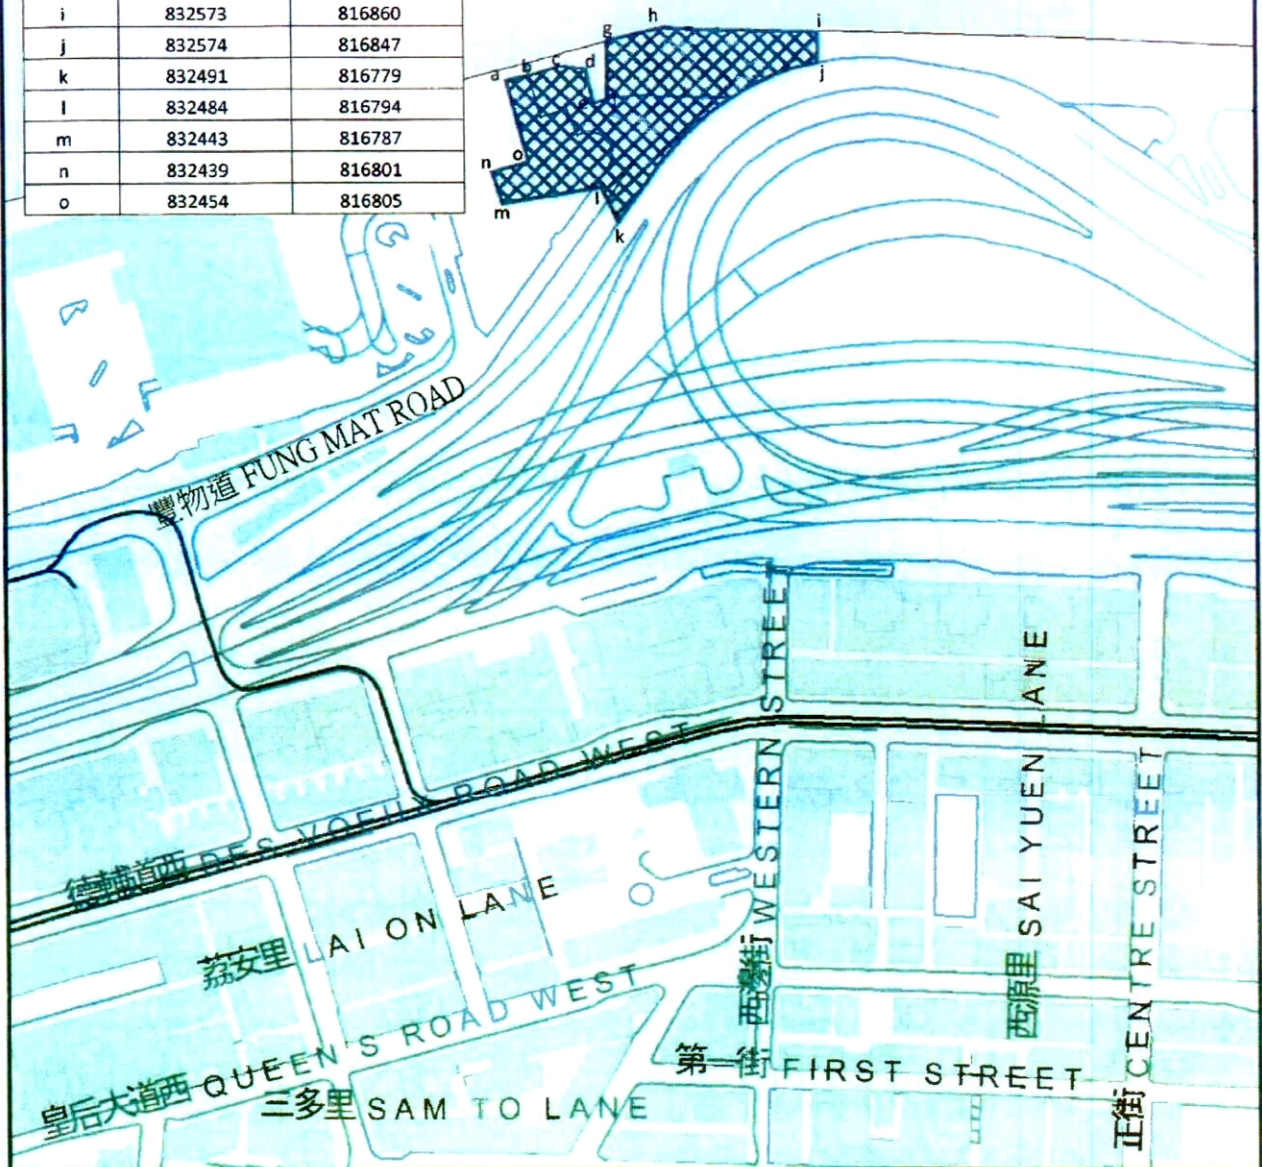 i 832573 816860
j 832574 816847
k 832491 816779
l 832484 816794
m 832443 816787
n 832439 816801
o 832454 816805
a b c d e g h i j k l m n o
豐物道 FUNG MAT ROAD
德輔道西 DES VOEUX ROAD WEST
荔安里 LAI ON LANE
皇后大道西 QUEEN'S ROAD WEST
三多里 SAM TO LANE
西邊街 WESTERN STREET
第一街 FIRST STREET
西源里 SAI YUEN LANE
正街 CENTRE STREET